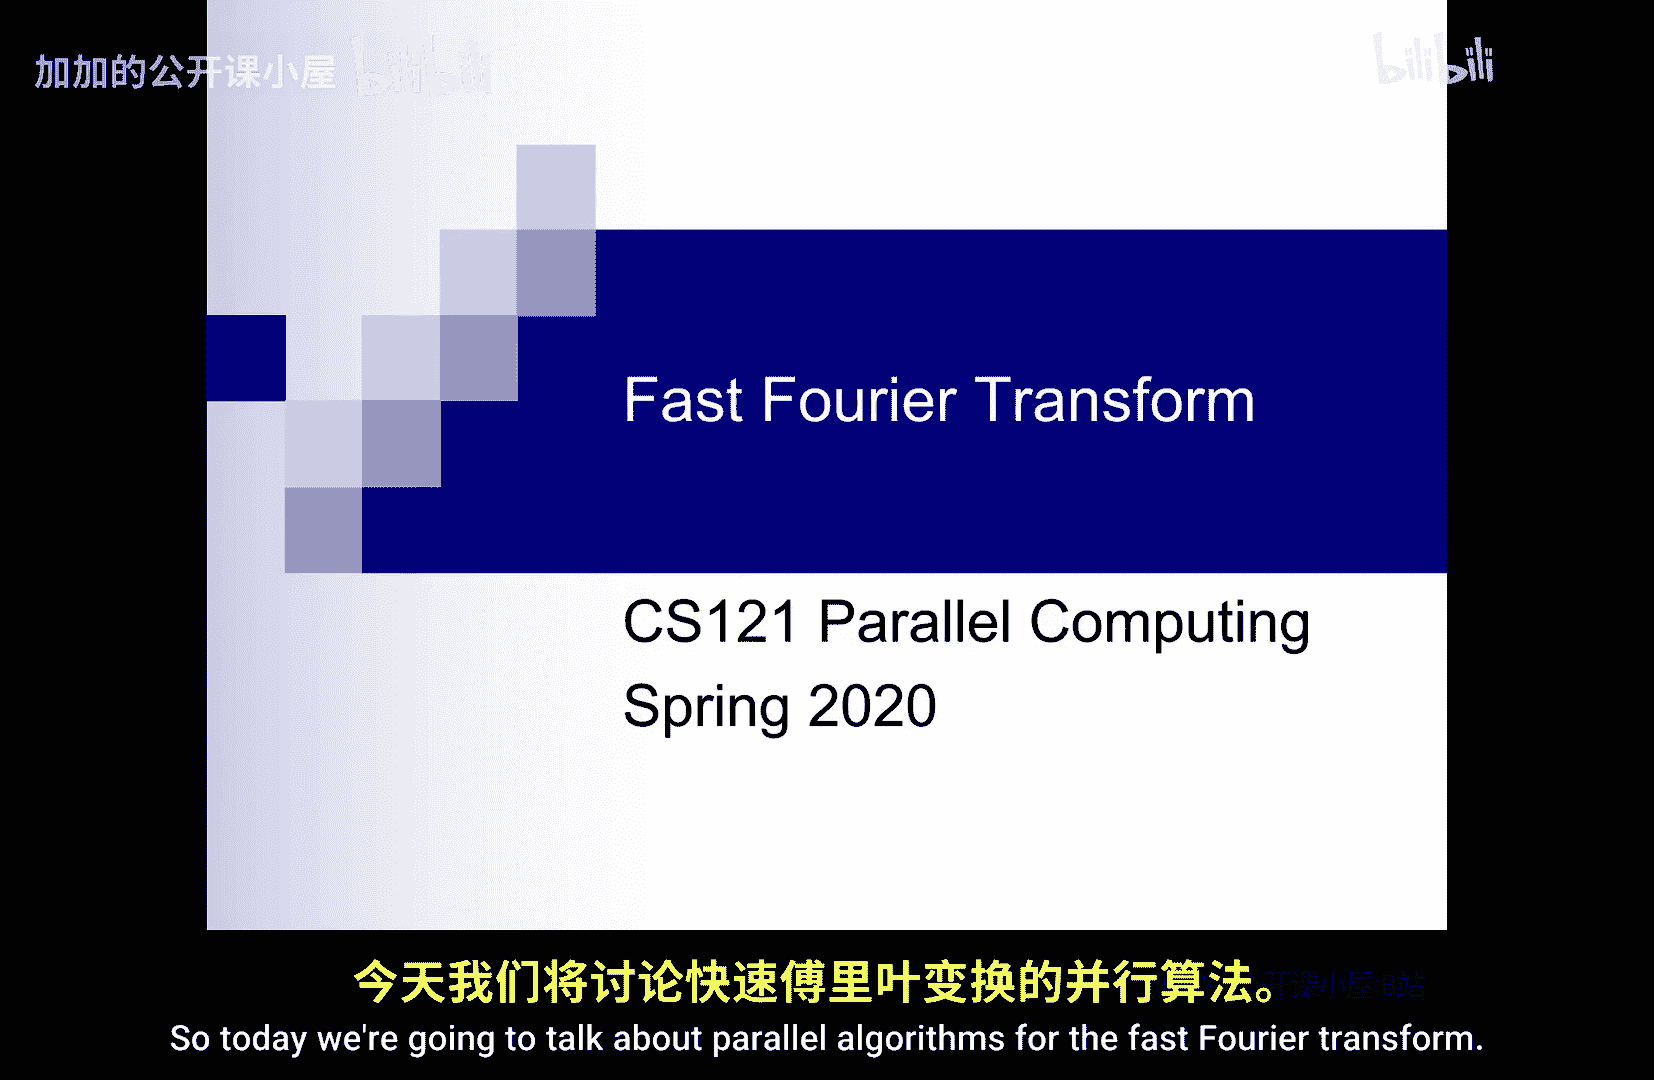 加加的公开课小屋 bilibili
bilibili
Fast Fourier Transform
CS121 Parallel Computing
Spring 2020
今天我们将讨论快速傅里叶变换的并行算法。
So today we're going to talk about parallel algorithms for the fast Fourier transform.